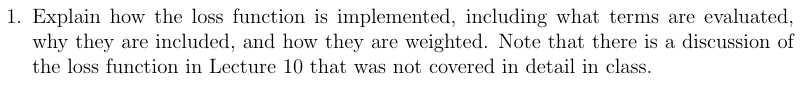 1. Explain how the loss function is implemented, including what terms are evaluated,
why they are included, and how they are weighted. Note that there is a discussion of
the loss function in Lecture 10 that was not covered in detail in class.